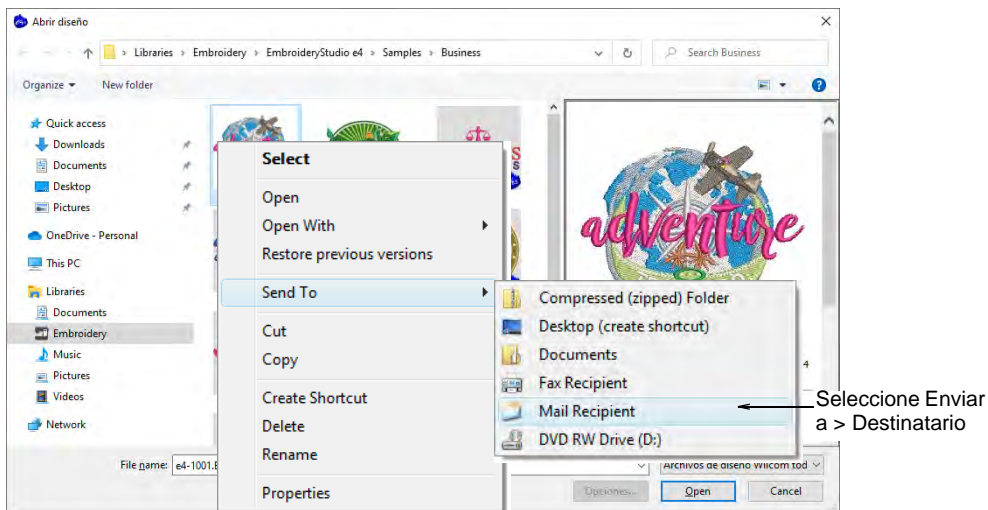 Abrir diseño
Libraries > Embroidery > EmbroideryStudio e4 > Samples > Business
Search Business
Organize
New folder
Quick access
Downloads
Documents
Desktop
Pictures
OneDrive - Personal
This PC
Libraries
Documents
Embroidery
Music
Pictures
Videos
Network
adventure
Select
Open
Open With
Restore previous versions
Send To
Cut
Copy
Create Shortcut
Delete
Rename
Properties
Compressed (zipped) Folder
Desktop (create shortcut)
Documents
Fax Recipient
Mail Recipient
DVD RW Drive (D:)
4
Seleccione Enviar
a > Destinatario
File name: e4-1001.
Archivos de diseño Wilcom tod
Opciones...
Open
Cancel